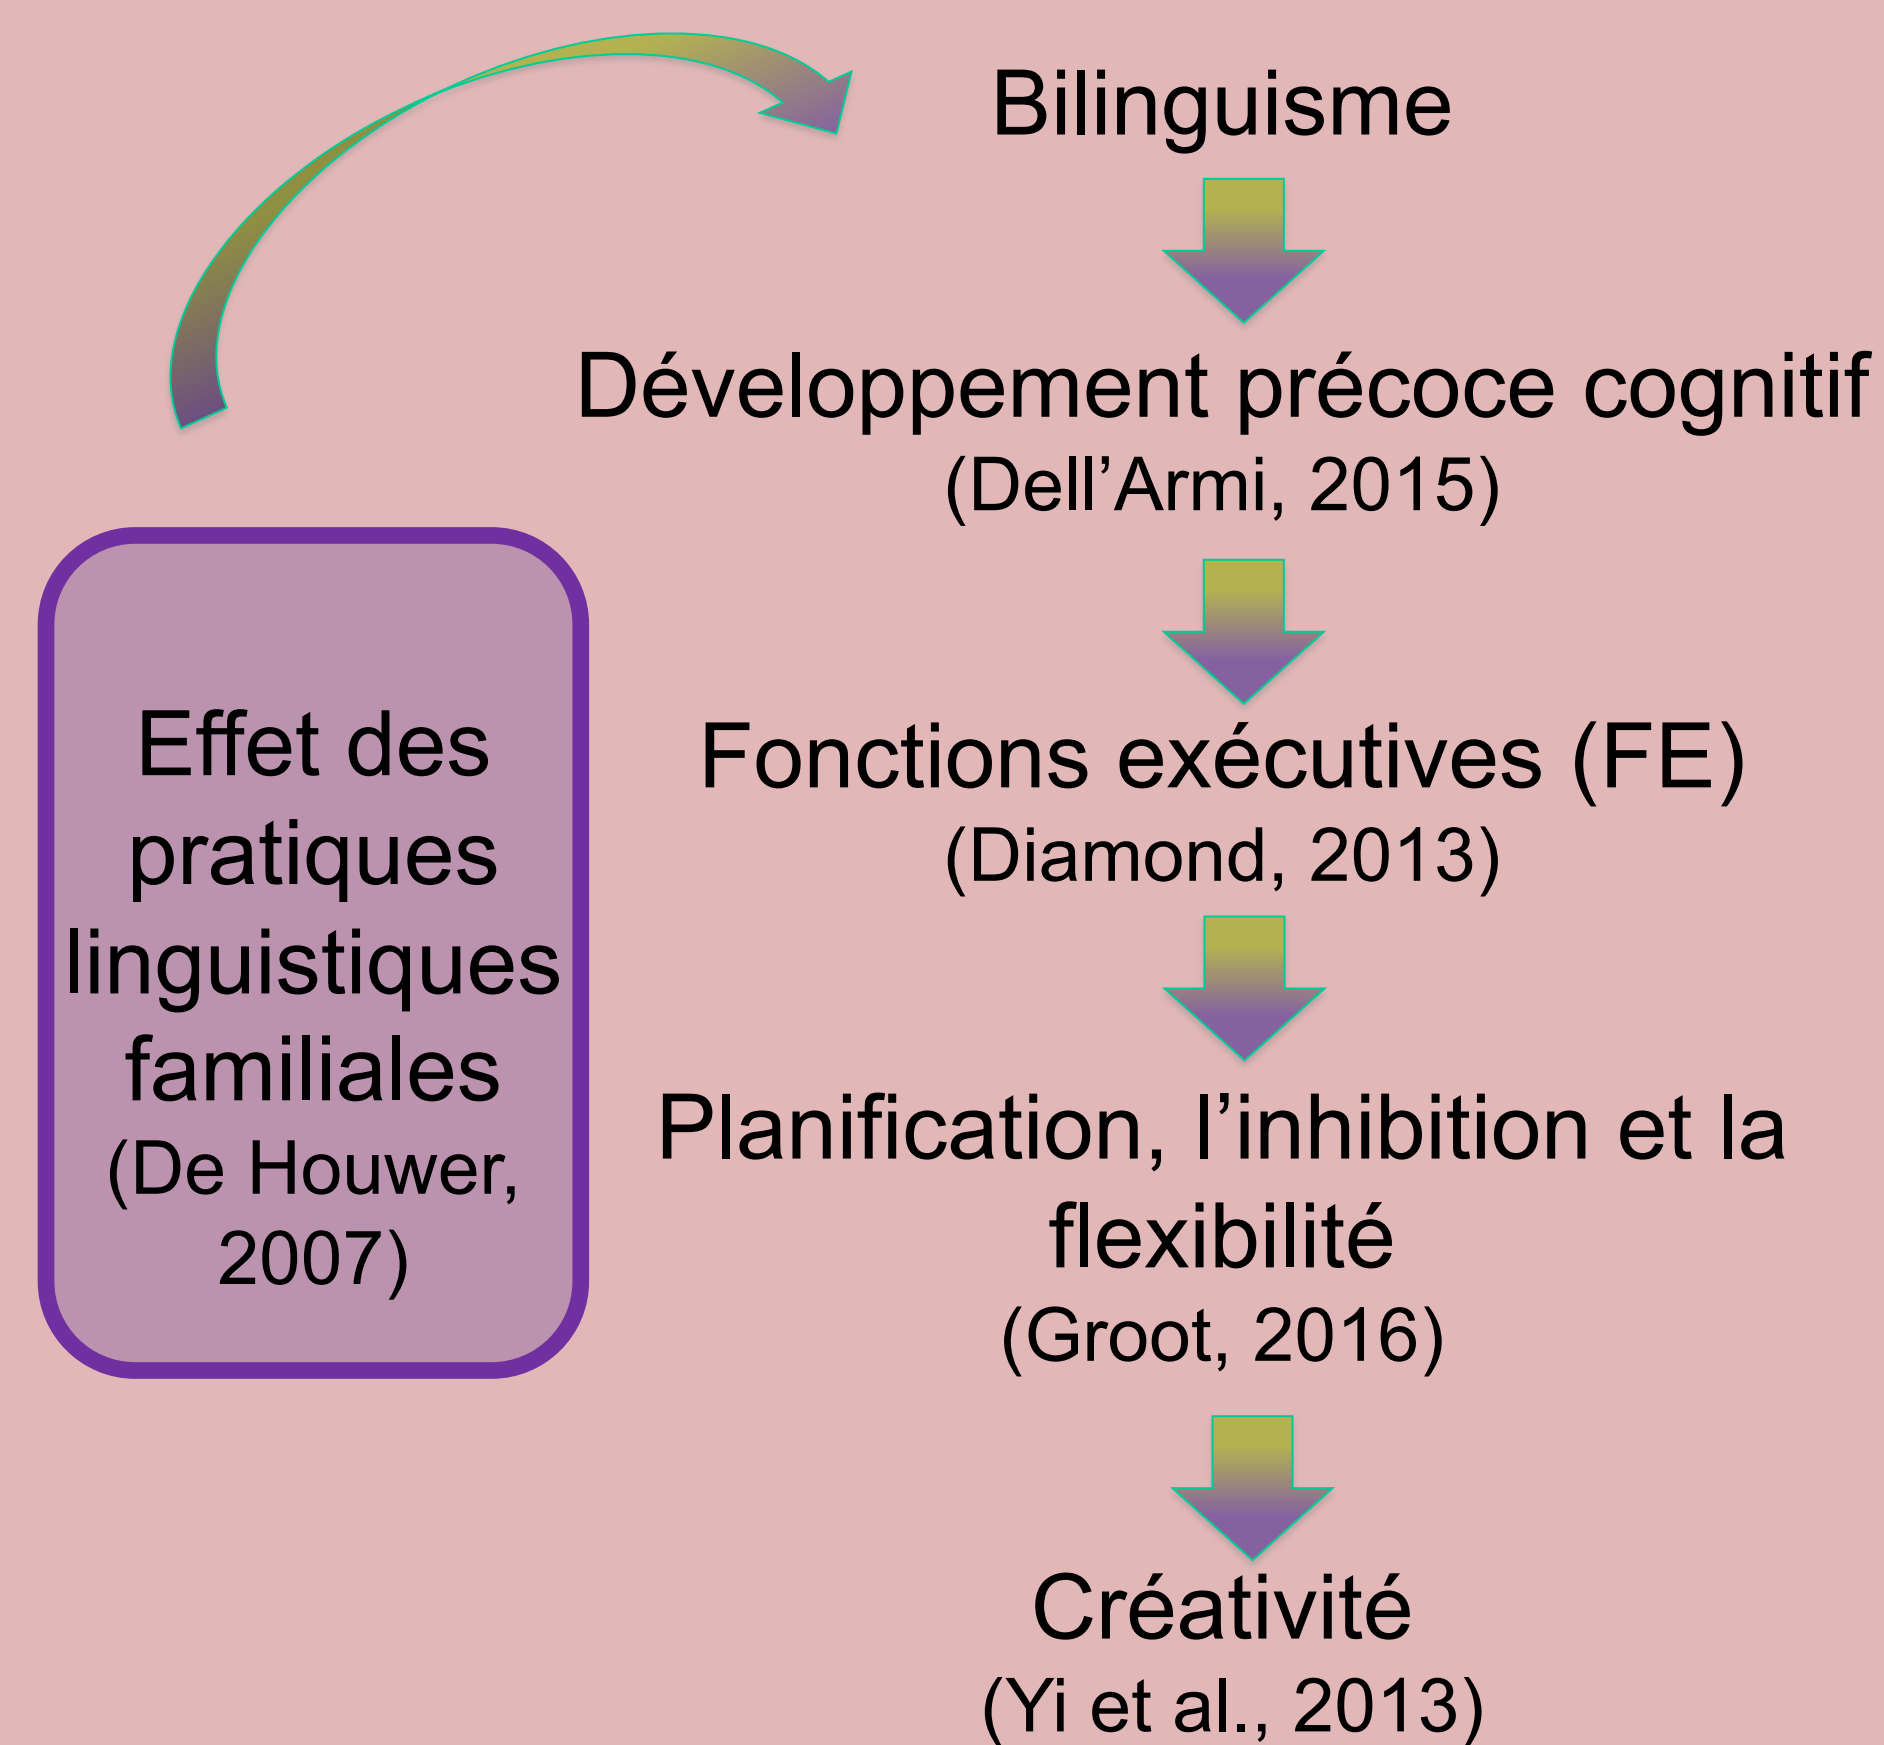 Bilinguisme
Développement précoce cognitif
(Dell’Armi, 2015)
Fonctions exécutives (FE)
(Diamond, 2013)
Planification, l’inhibition et la
flexibilité
(Groot, 2016)
Créativité
(Yi et al., 2013)
Effet des
pratiques
linguistiques
familiales
(De Houwer,
2007)